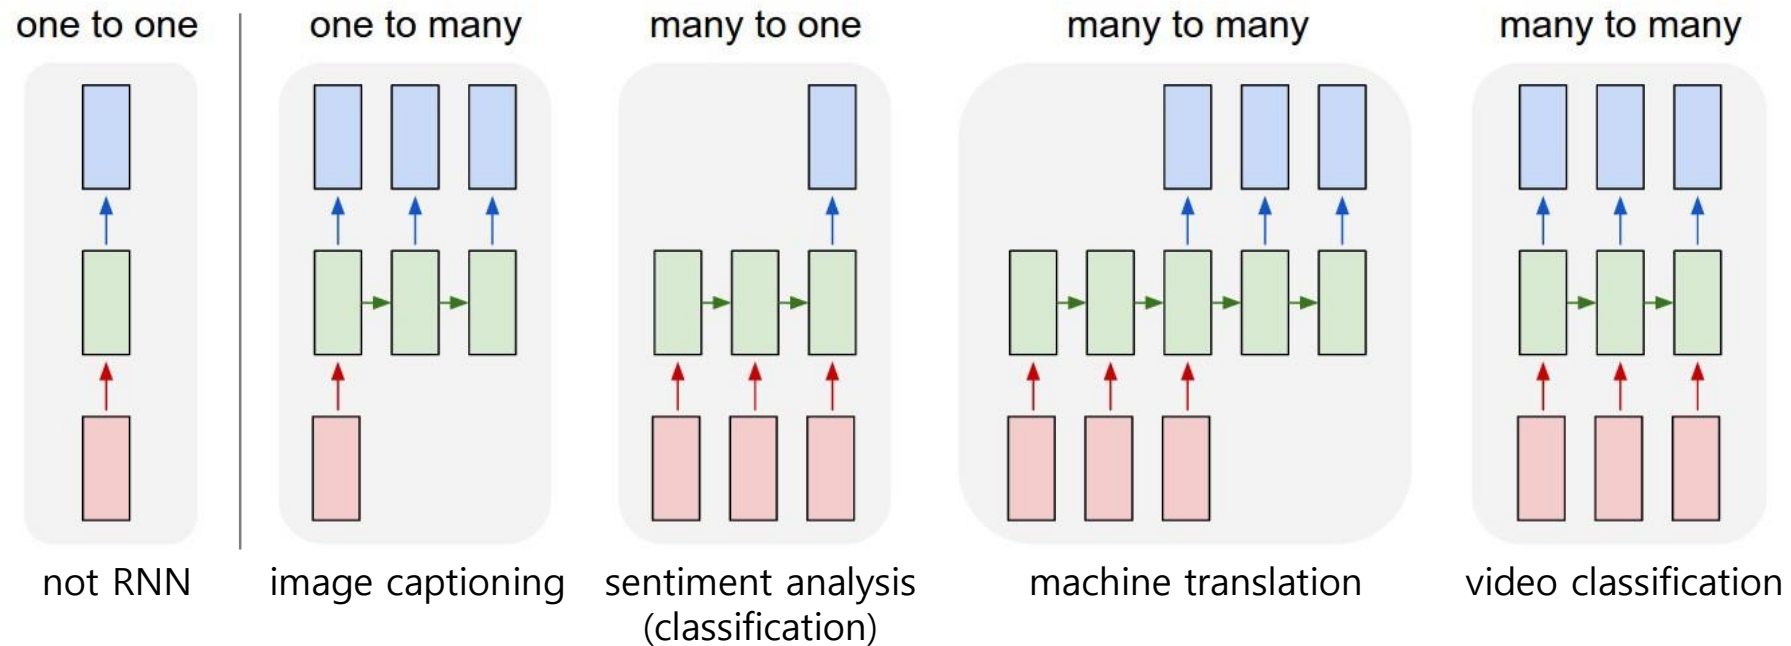 one to one
one to many
many to one
many to many
many to many
not RNN
image captioning
sentiment analysis
(classification)
machine translation
video classification